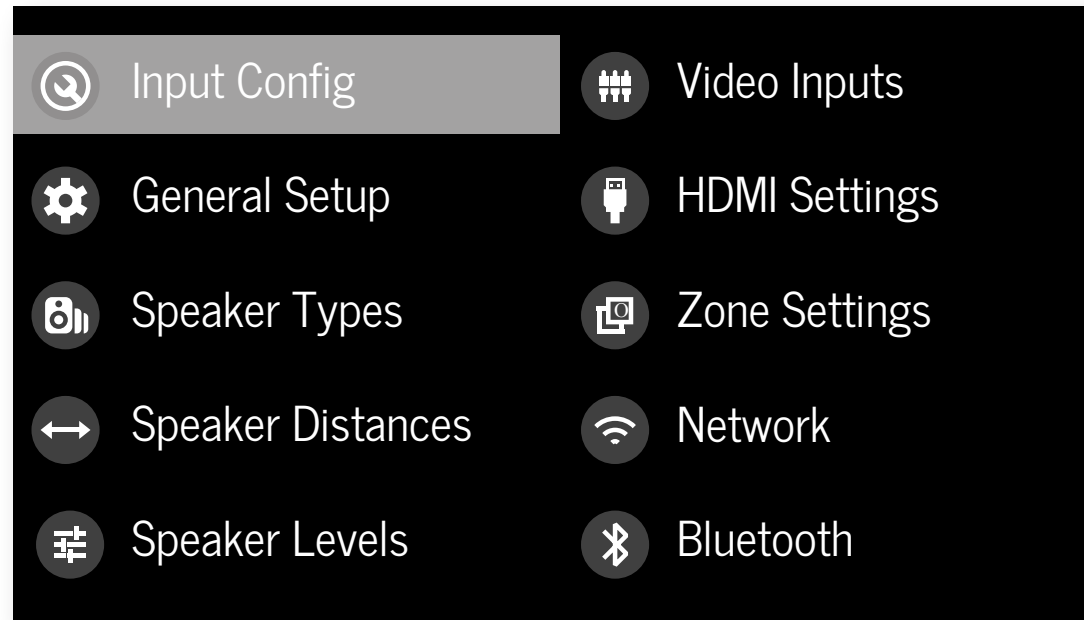 Input Config
General Setup
Speaker Types
Speaker Distances
Speaker Levels
Video Inputs
HDMI Settings
Zone Settings
Network
Bluetooth